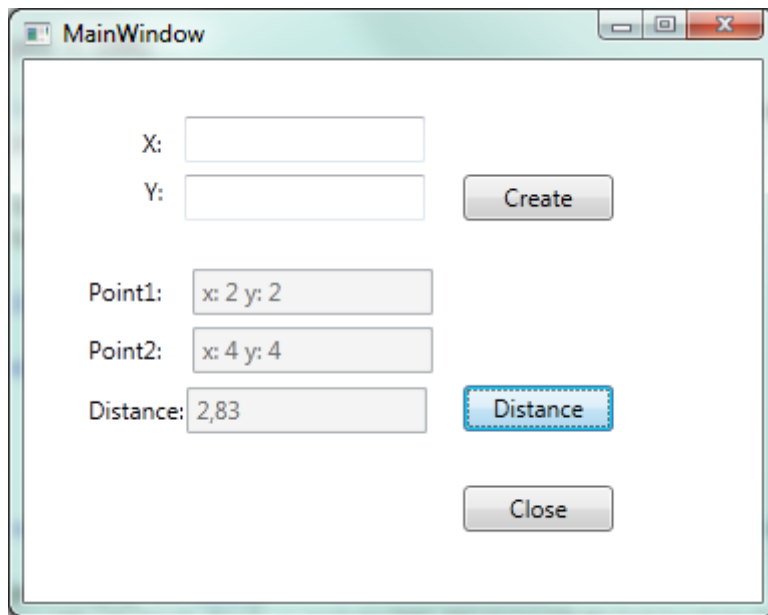 MainWindow
X:
Y:
Create
Point1: x: 2 y: 2
Point2: x: 4 y: 4
Distance: 2,83 Distance
Close